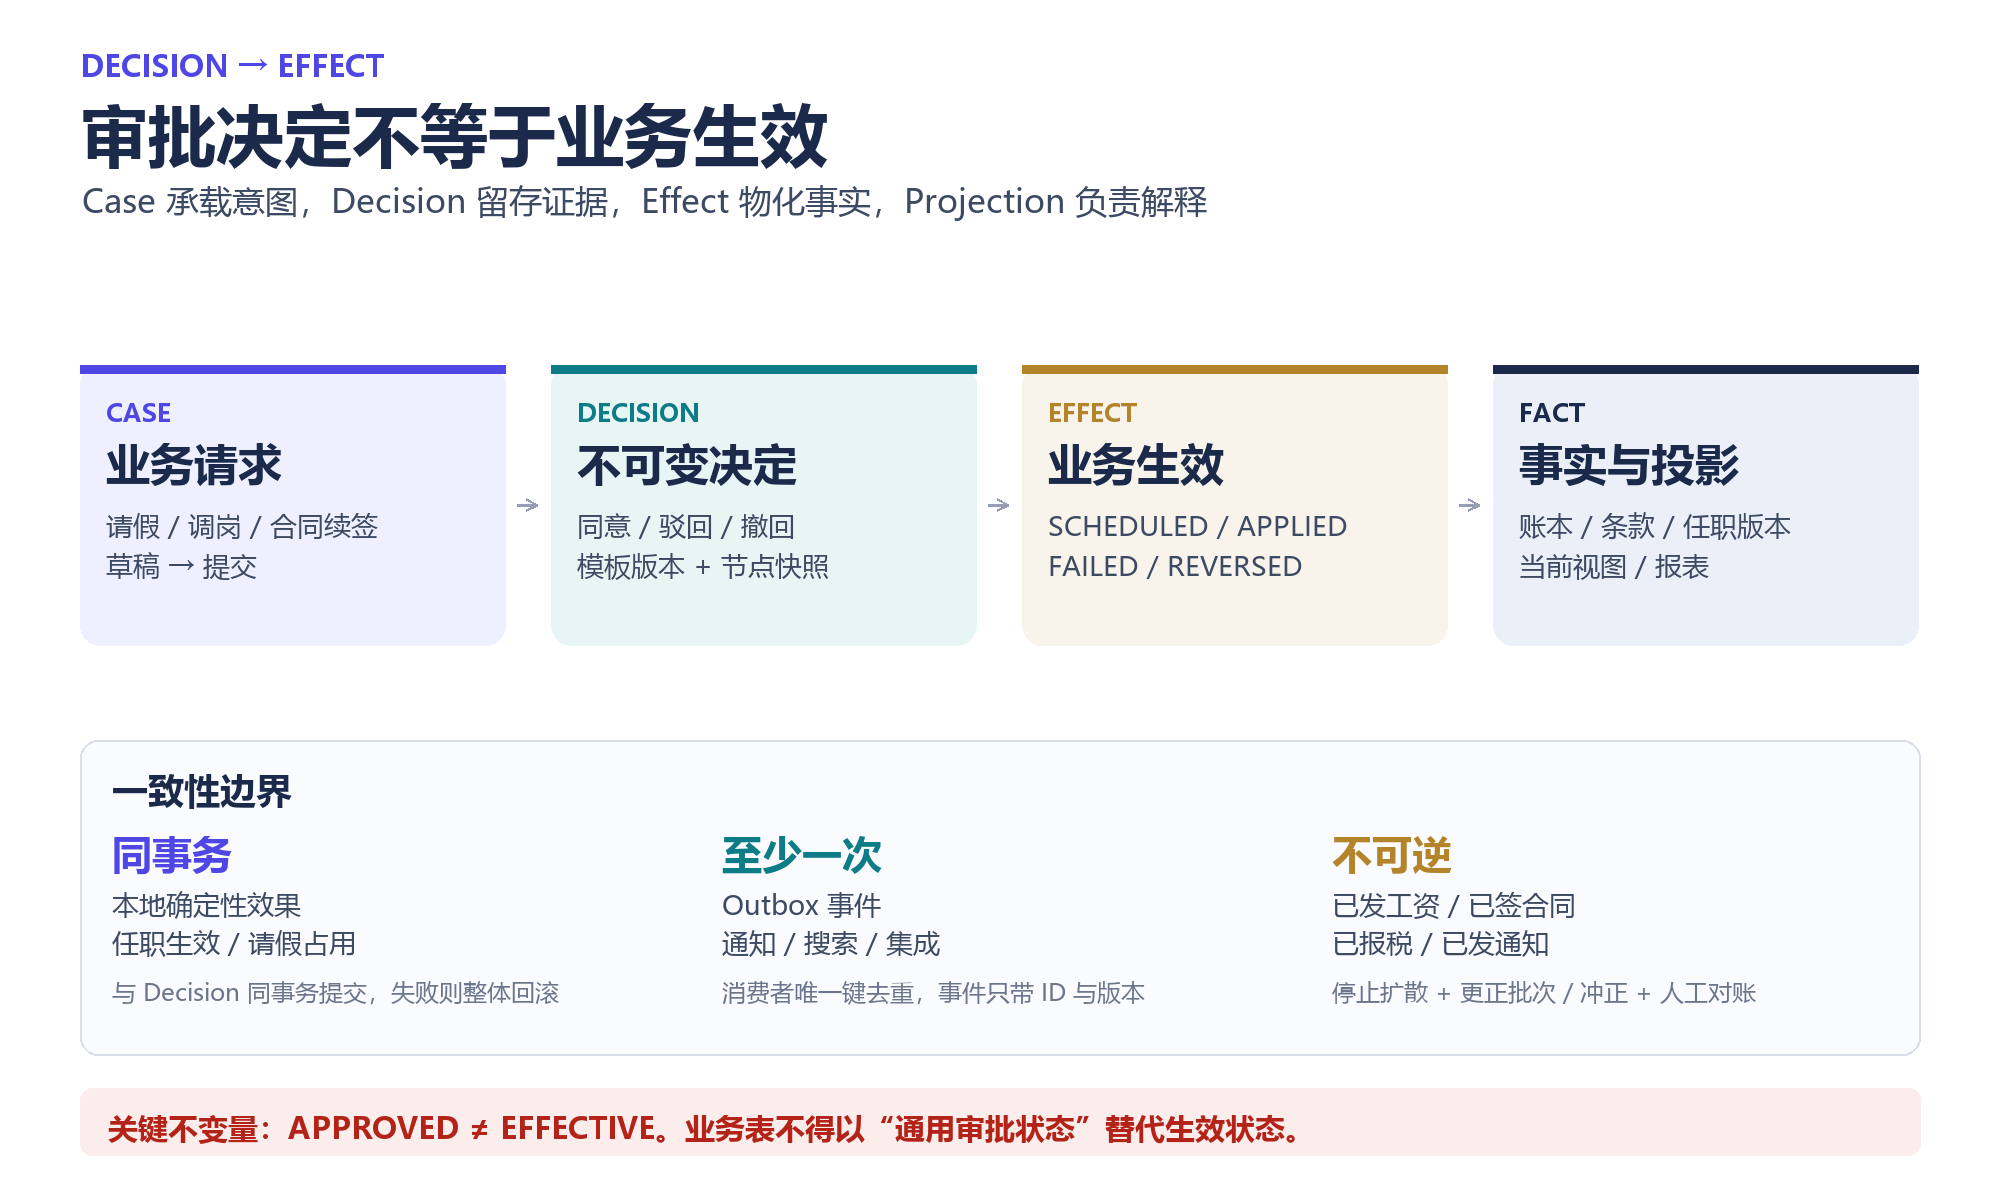 DECISION → EFFECT
审批决定不等于业务生效
Case 承载意图，Decision 留存证据，Effect 物化事实，Projection 负责解释
CASE
业务请求
请假 / 调岗 / 合同续签
草稿 → 提交
DECISION
不可变决定
同意 / 驳回 / 撤回
模板版本 + 节点快照
EFFECT
业务生效
SCHEDULED / APPLIED
FAILED / REVERSED
FACT
事实与投影
账本 / 条款 / 任职版本
当前视图 / 报表
一致性边界
同事务
本地确定性效果
任职生效 / 请假占用
与 Decision 同事务提交，失败则整体回滚
至少一次
Outbox 事件
通知 / 搜索 / 集成
消费者唯一键去重，事件只带 ID 与版本
不可逆
已发工资 / 已签合同
已报税 / 已发通知
停止扩散 + 更正批次 / 冲正 + 人工对账
关键不变量：APPROVED ≠ EFFECTIVE。业务表不得以“通用审批状态”替代生效状态。